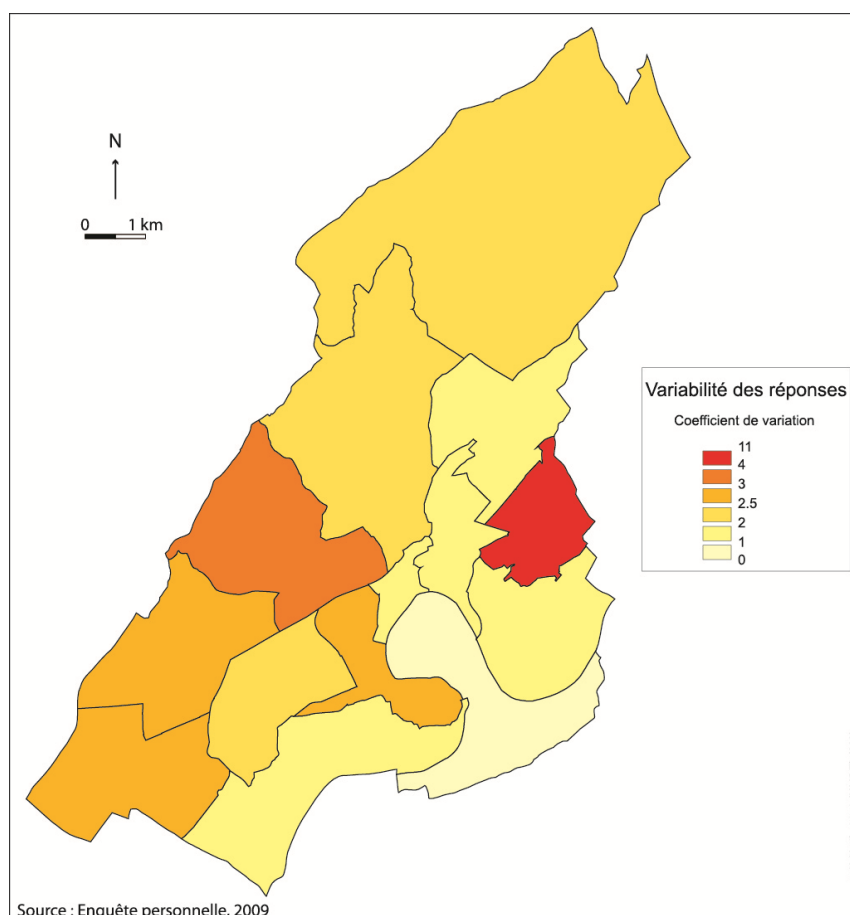 N
0 1 km
Variabilité des réponses
Coefficient de variation
11
4
3
2.5
2
1
0
Source : Enquête personnelle, 2009